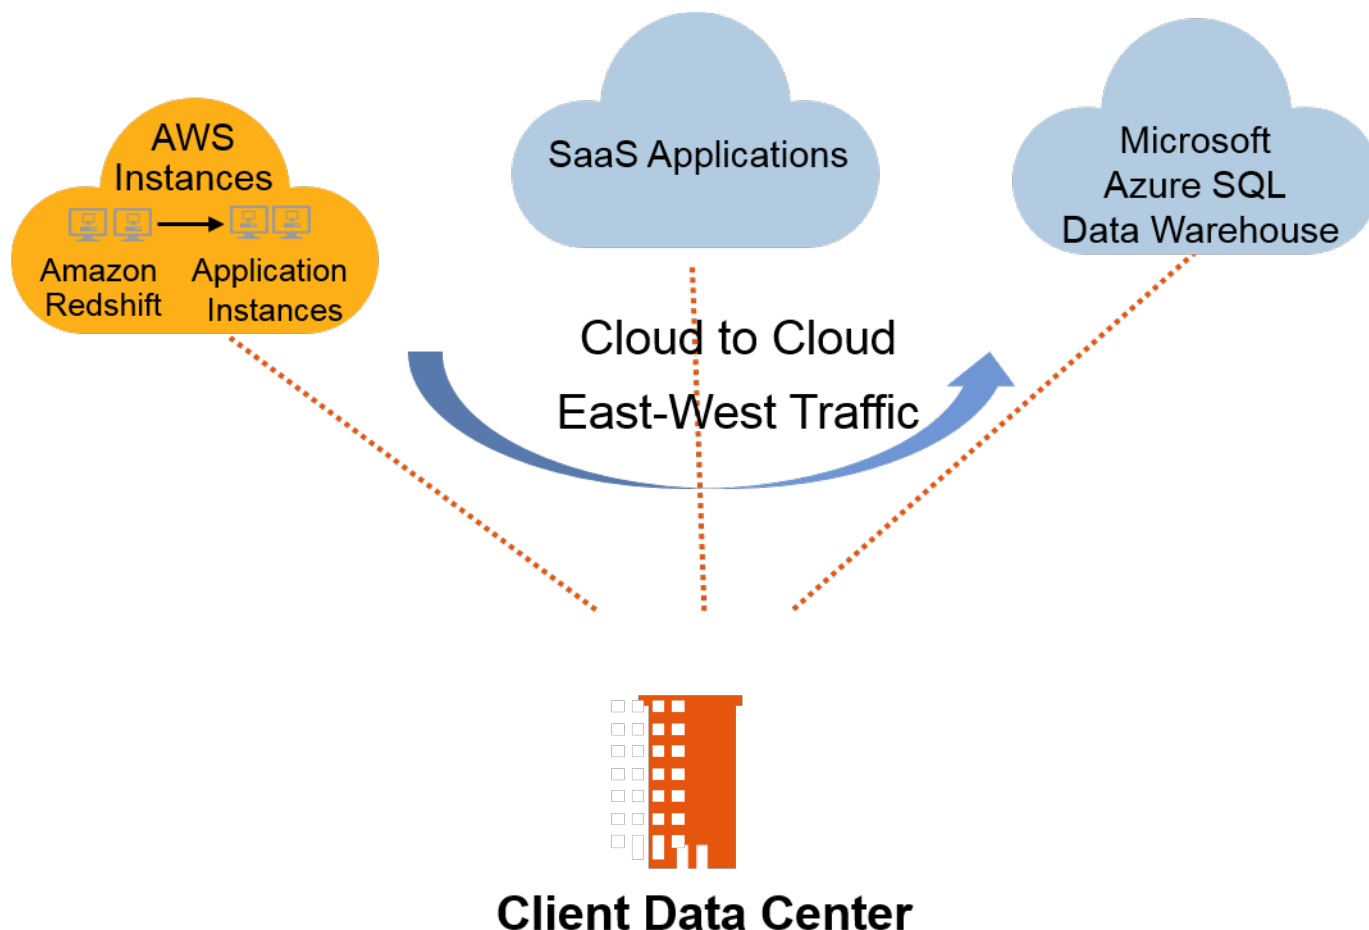 AWS
Instances
Amazon
Redshift
Application
Instances
SaaS Applications
Microsoft
Azure SQL
Data Warehouse
Cloud to Cloud
East-West Traffic
Client Data Center